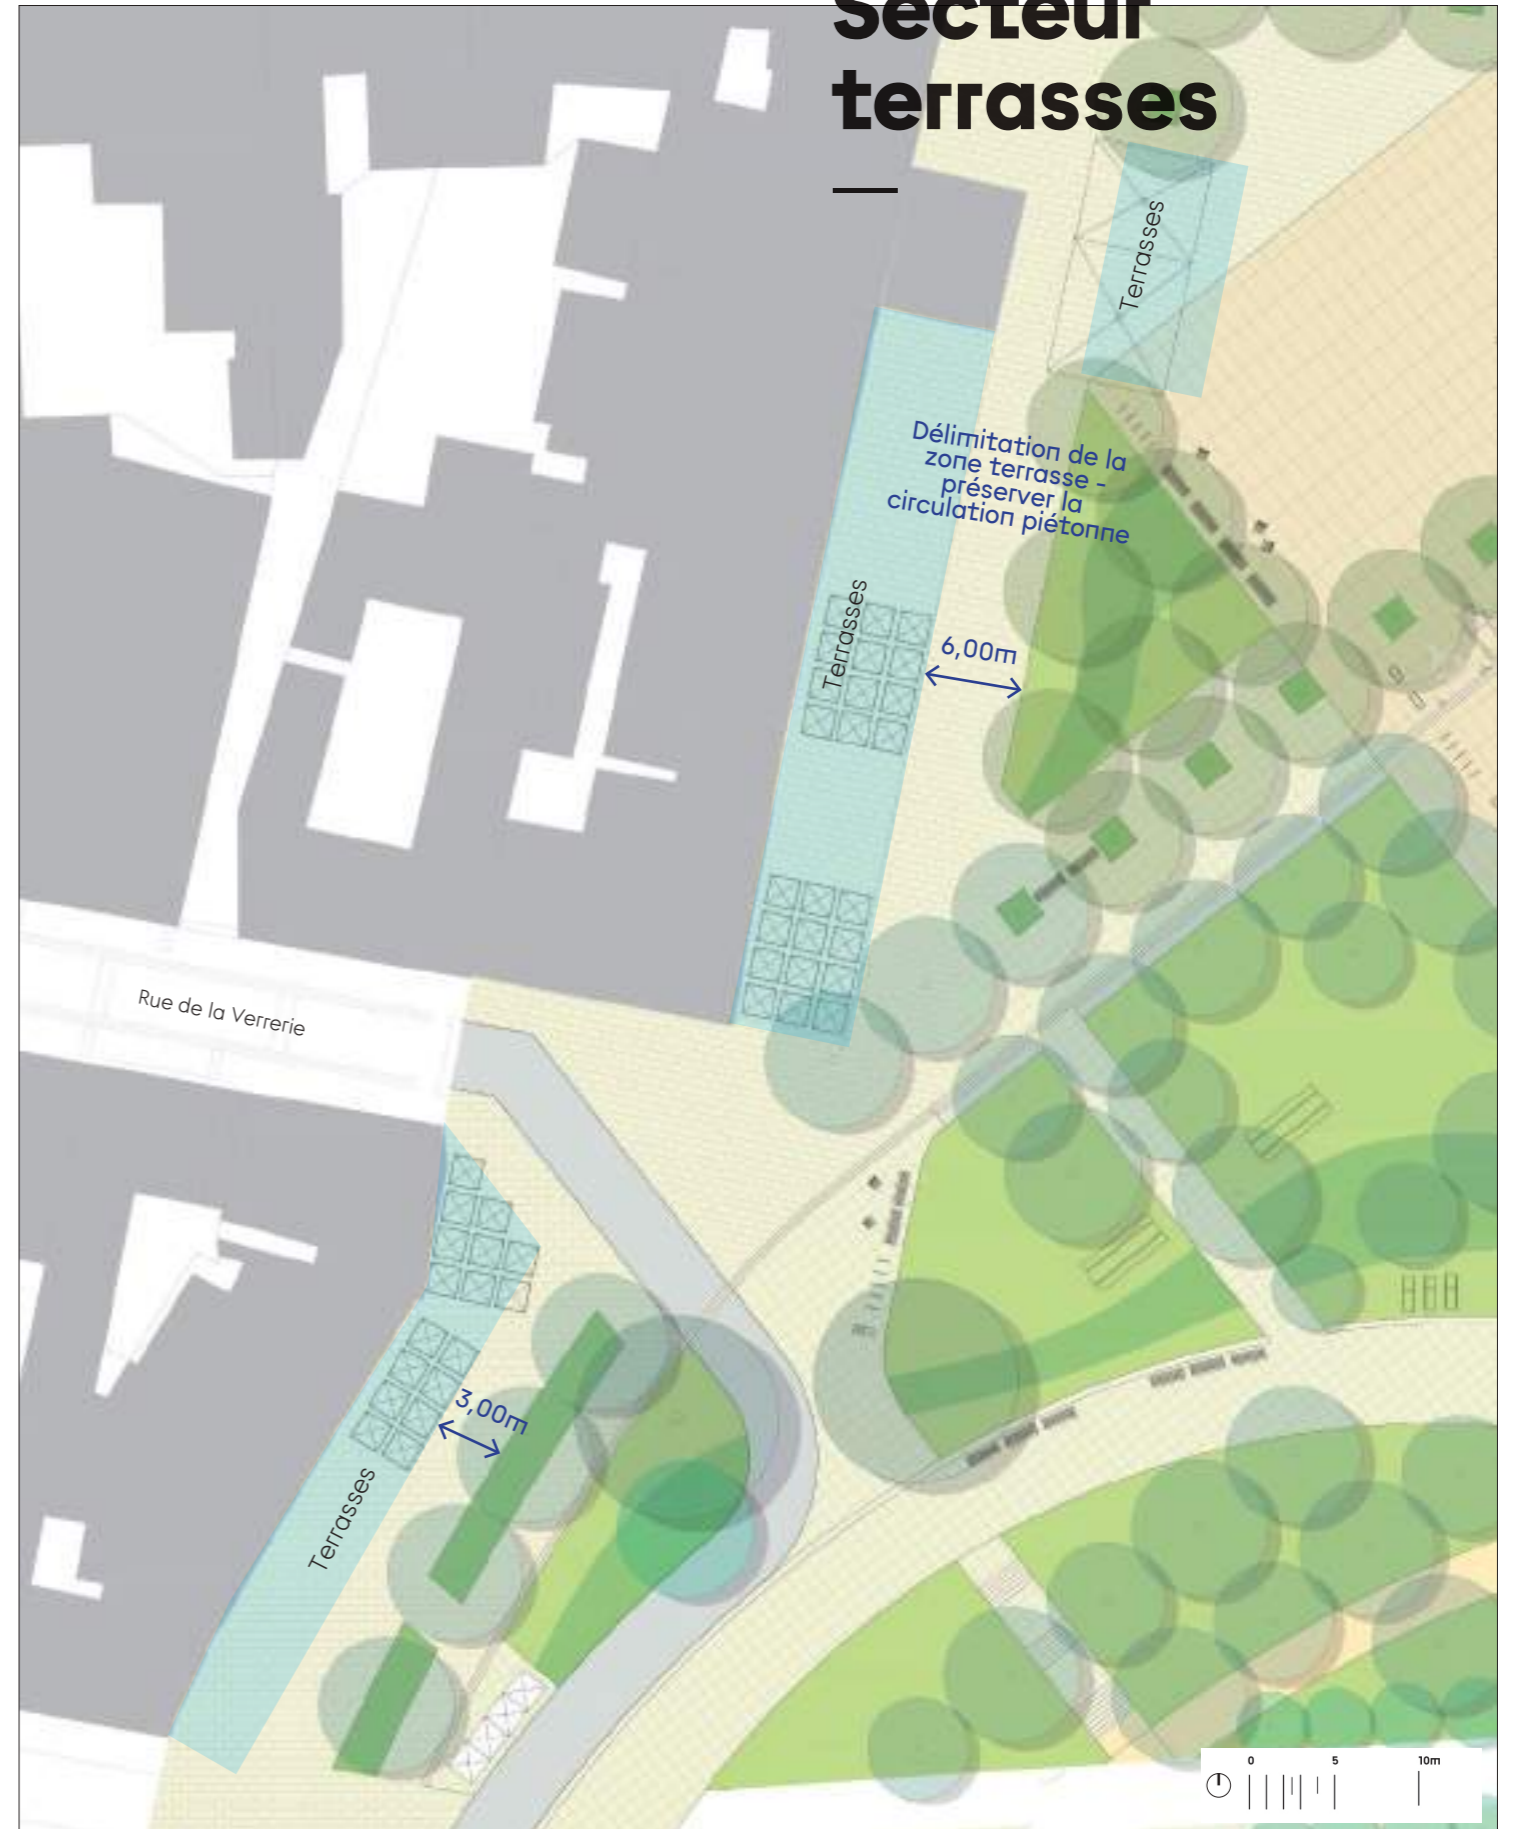 Secteur
terrasses
Terrasses
Délimitation de la
zone terrasse -
préserver la
circulation piétonne
Terrasses
6,00m
Rue de la Verrerie
3,00m
Terrasses
0 5 10m